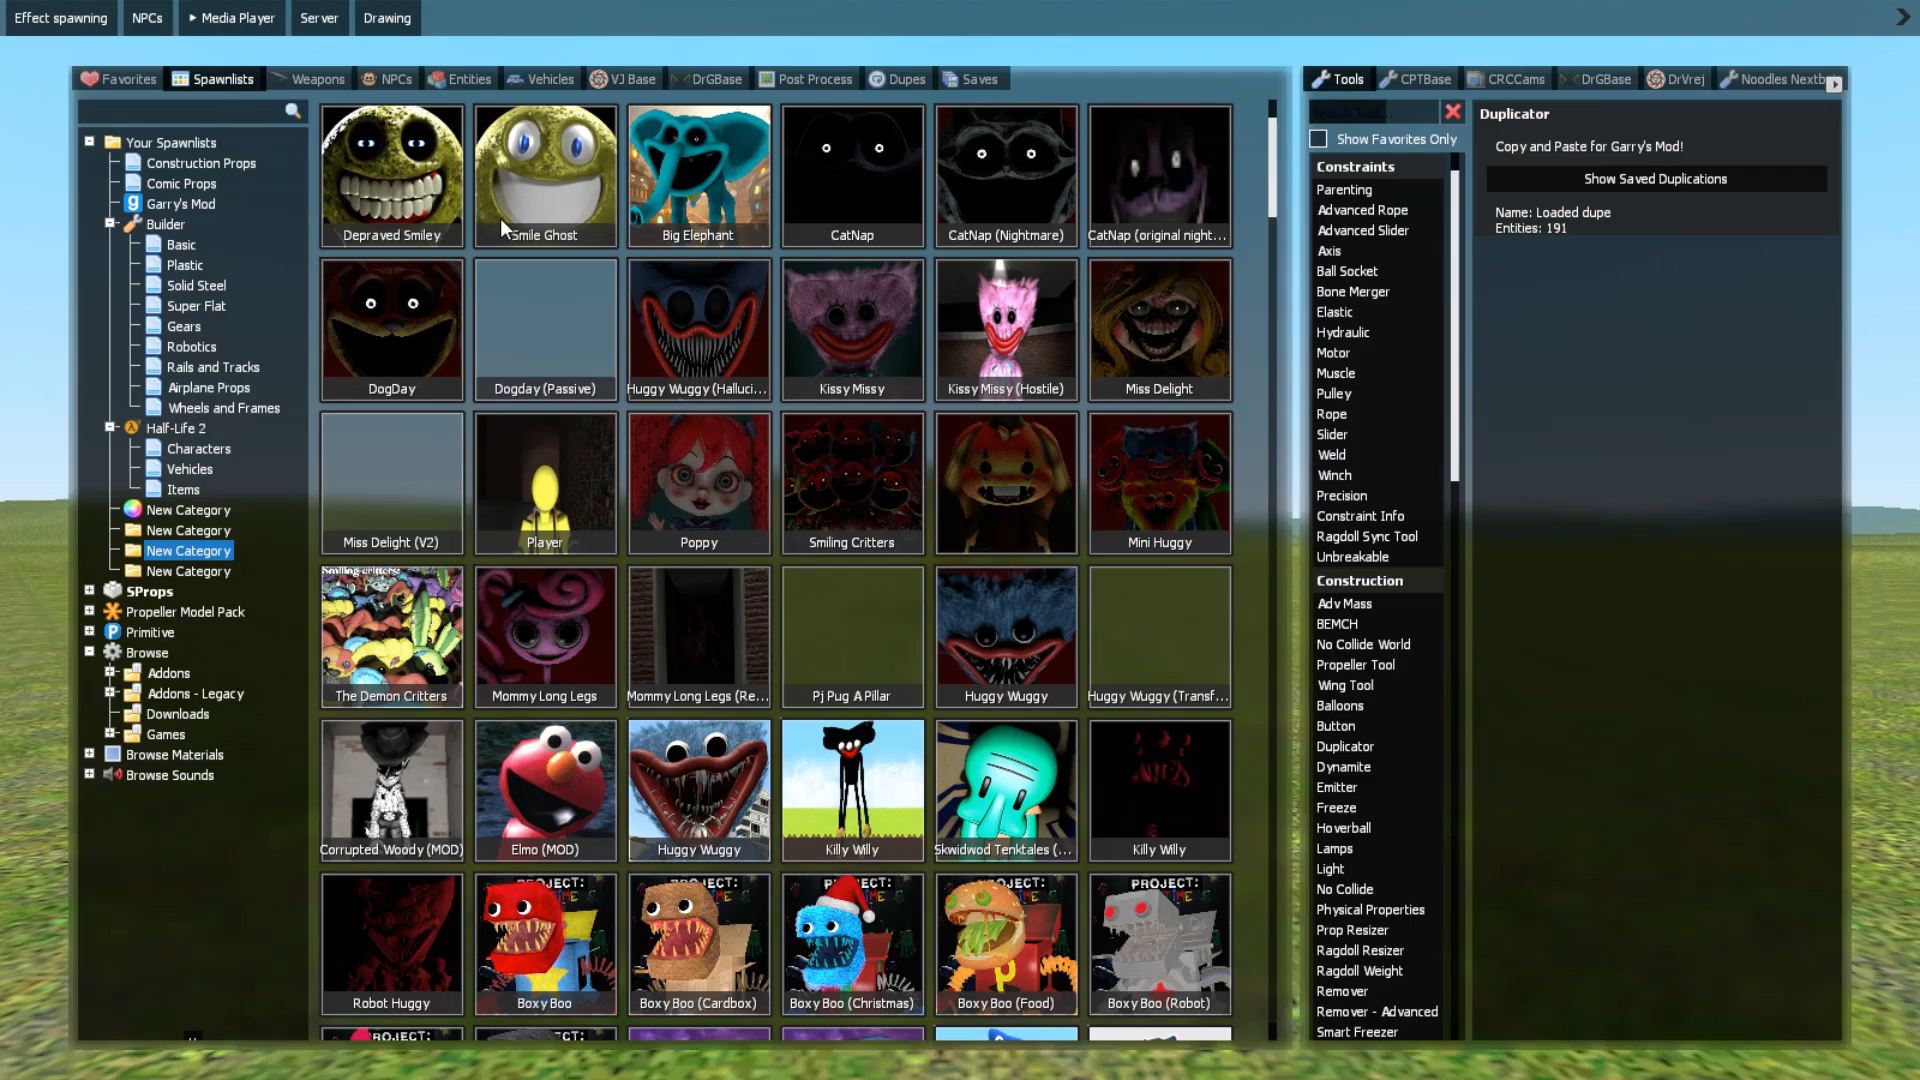 Effect spawning
NPCs
Media Player
Server
Drawing
Favorites
Spawnlists
Weapons
NPCs
Entities
Vehicles
VJ Base
DrGBase
Post Process
Dupes
Saves
Your Spawnlists
Construction Props
Comic Props
Garry's Mod
Builder
Basic
Plastic
Solid Steel
Super Flat
Gears
Robotics
Rails and Tracks
Airplane Props
Wheels and Frames
Half-Life 2
Characters
Vehicles
Items
New Category
New Category
New Category
New Category
SProps
Propeller Model Pack
Primitive
Browse
Addons
Addons - Legacy
Downloads
Games
Browse Materials
Browse Sounds
Depraved Smiley
Smile Ghost
Big Elephant
CatNap
CatNap (Nightmare)
CatNap (original night...
DogDay
Dogday (Passive)
Huggy Wuggy (Halluci...
Kissy Missy
Kissy Missy (Hostile)
Miss Delight
Miss Delight (V2)
Player
Poppy
Smiling Critters
Mini Huggy
Smiling critters
The Demon Critters
Mommy Long Legs
Mommy Long Legs (Re...
Pj Pug A Pillar
Huggy Wuggy
Huggy Wuggy (Transf...
Corrupted Woody (MOD)
Elmo (MOD)
Huggy Wuggy
Killy Willy
Skwidwod Tenktales (...
Killy Willy
Robot Huggy
Boxy Boo
Boxy Boo (Cardbox)
Boxy Boo (Christmas)
Boxy Boo (Food)
Boxy Boo (Robot)
Tools
CPTBase
CRCCams
DrGBase
DrVrej
Noodles Nextb
Show Favorites Only
Constraints
Parenting
Advanced Rope
Advanced Slider
Axis
Ball Socket
Bone Merger
Elastic
Hydraulic
Motor
Muscle
Pulley
Rope
Slider
Weld
Winch
Precision
Constraint Info
Ragdoll Sync Tool
Unbreakable
Construction
Adv Mass
BEMCH
No Collide World
Propeller Tool
Wing Tool
Balloons
Button
Duplicator
Dynamite
Emitter
Freeze
Hoverball
Lamps
Light
No Collide
Physical Properties
Prop Resizer
Ragdoll Resizer
Ragdoll Weight
Remover
Remover - Advanced
Smart Freezer
Duplicator
Copy and Paste for Garry's Mod!
Show Saved Duplications
Name: Loaded dupe
Entities: 191